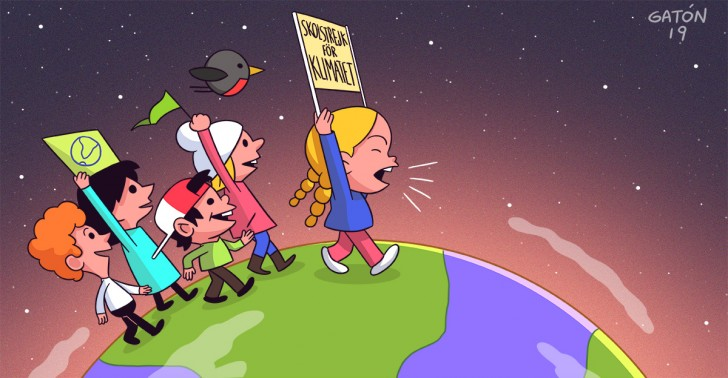 SKOLSTREJK
FÖR
KLIMATET
GATÓN
19